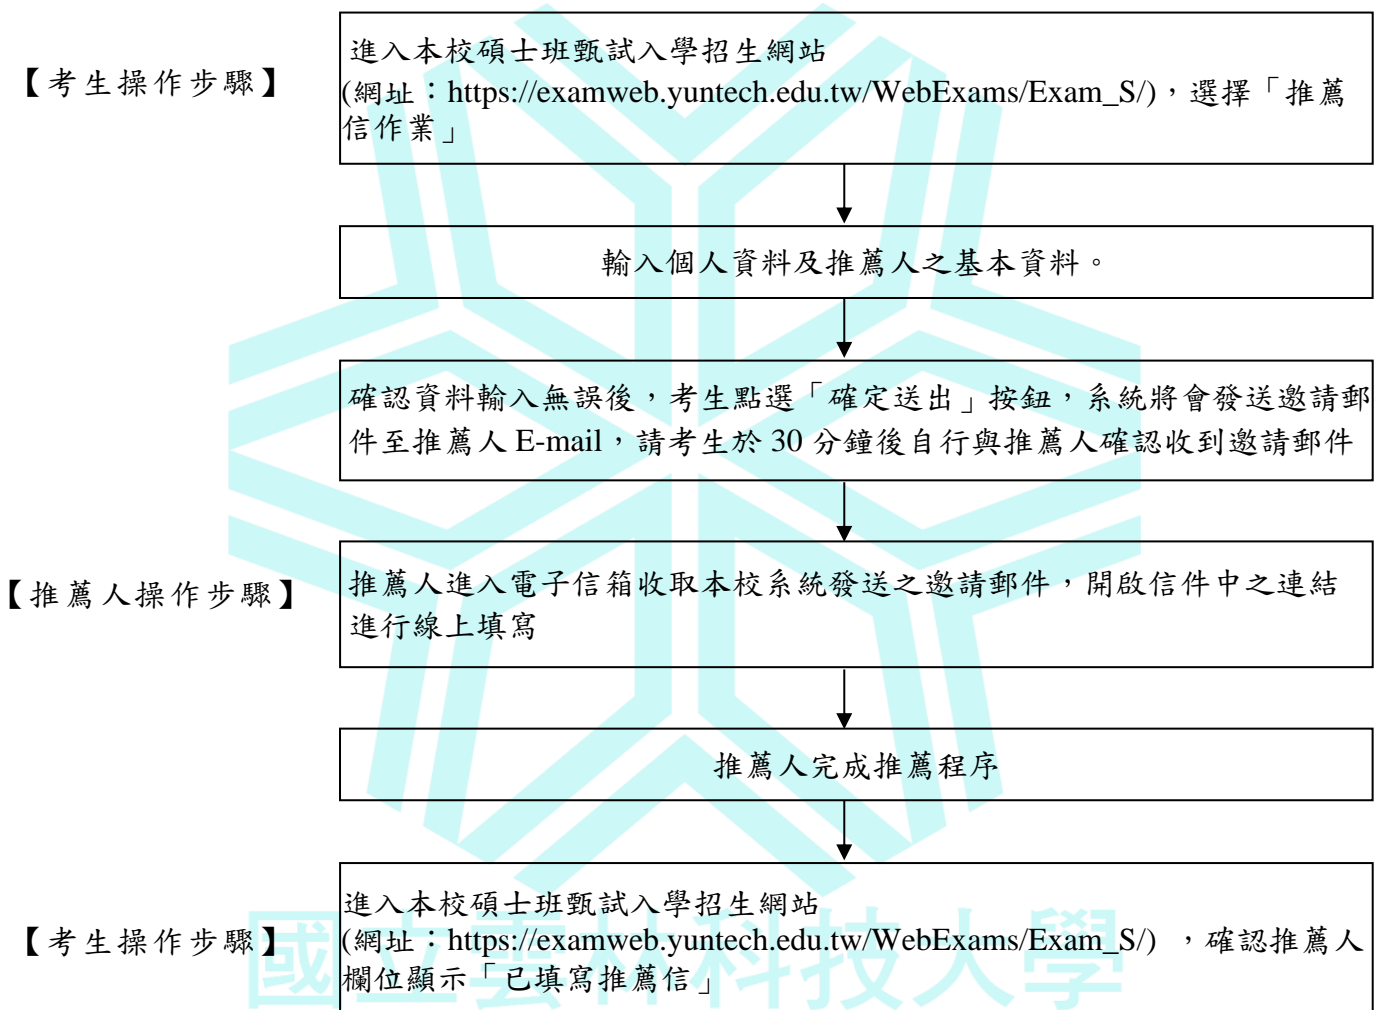 【考生操作步驟】
進入本校碩士班甄試入學招生網站
(網址：https://examweb.yuntech.edu.tw/WebExams/Exam_S/)，選擇「推薦
信作業」
輸入個人資料及推薦人之基本資料。
確認資料輸入無誤後，考生點選「確定送出」按鈕，系統將會發送邀請郵
件至推薦人 E-mail，請考生於 30 分鐘後自行與推薦人確認收到邀請郵件
【推薦人操作步驟】
推薦人進入電子信箱收取本校系統發送之邀請郵件，開啟信件中之連結
進行線上填寫
推薦人完成推薦程序
【考生操作步驟】
進入本校碩士班甄試入學招生網站
(網址：https://examweb.yuntech.edu.tw/WebExams/Exam_S/) ，確認推薦人
欄位顯示「已填寫推薦信」
國立雲林科技大學